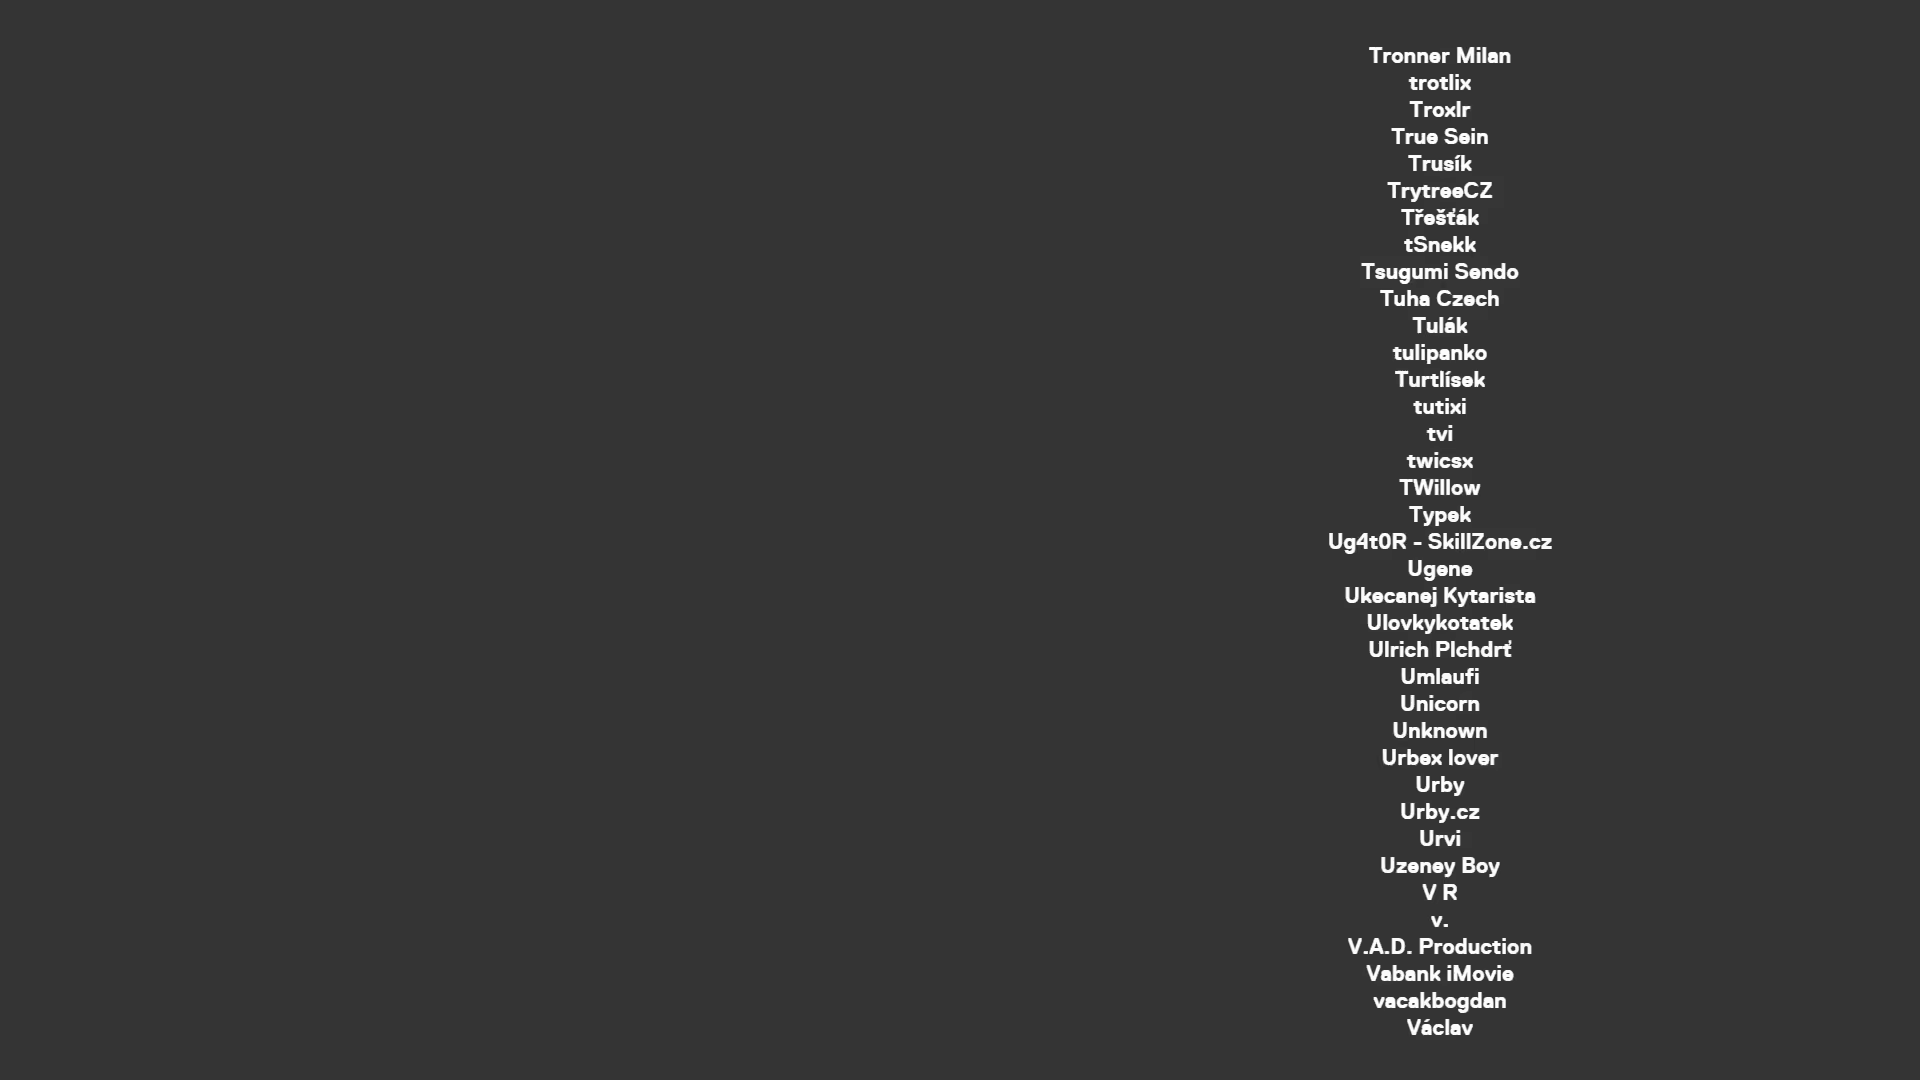 Tronner Milan
trotlix
Troxlr
True Sein
Trusík
TrytreeCZ
Třešťák
tSnekk
Tsugumi Sendo
Tuha Czech
Tulák
tulipanko
Turtlísek
tutixi
tvi
twicsx
TWillow
Typek
Ug4t0R - SkillZone.cz
Ugene
Ukecanej Kytarista
Ulovkykotatek
Ulrich Plchdrť
Umlaufi
Unicorn
Unknown
Urbex lover
Urby
Urby.cz
Urvi
Uzeney Boy
V R
v.
V.A.D. Production
Vabank iMovie
vacakbogdan
Václav